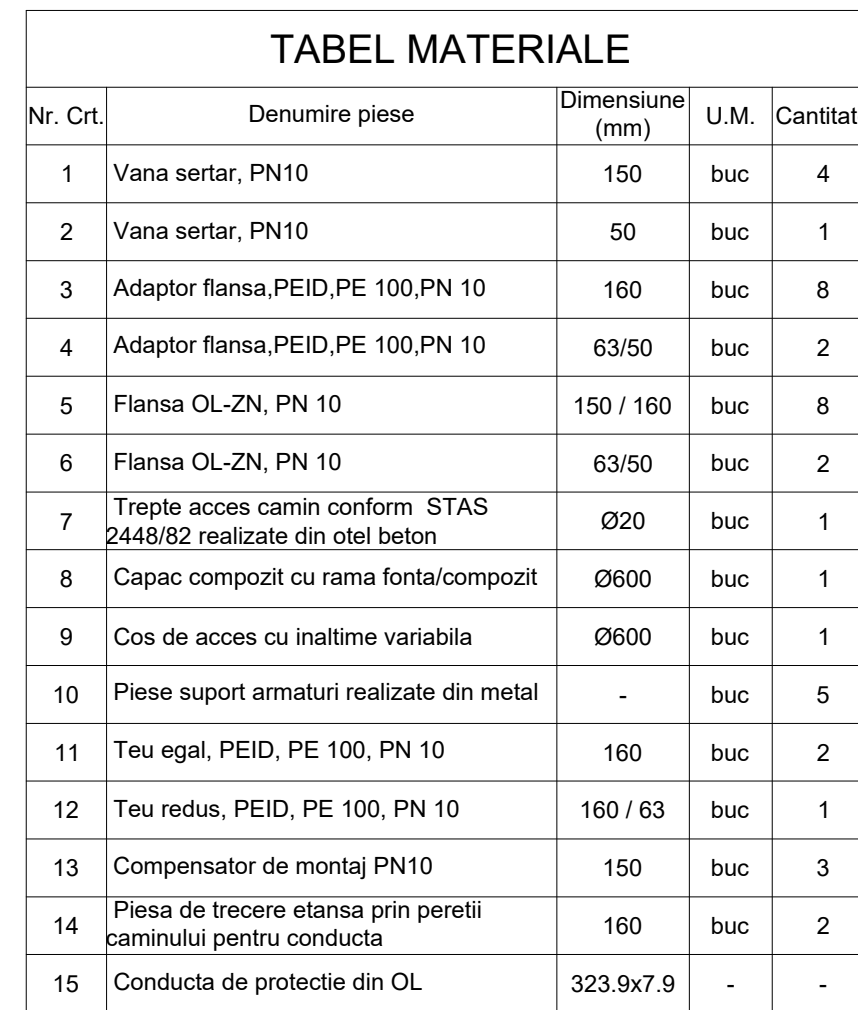 TABEL MATERIALE
Nr. Crt. Denumire piese Dimensiune (mm) U.M. Cantitat
1 Vana sertar, PN10 150 buc 4
2 Vana sertar, PN10 50 buc 1
3 Adaptor flansa,PEID,PE 100,PN 10 160 buc 8
4 Adaptor flansa,PEID,PE 100,PN 10 63/50 buc 2
5 Flansa OL-ZN, PN 10 150 / 160 buc 8
6 Flansa OL-ZN, PN 10 63/50 buc 2
7 Trepte acces camin conform STAS 2448/82 realizate din otel beton Ø20 buc 1
8 Capac compozit cu rama fonta/compozit Ø600 buc 1
9 Cos de acces cu inaltime variabila Ø600 buc 1
10 Piese suport armaturi realizate din metal - buc 5
11 Teu egal, PEID, PE 100, PN 10 160 buc 2
12 Teu redus, PEID, PE 100, PN 10 160 / 63 buc 1
13 Compensator de montaj PN10 150 buc 3
14 Piesa de trecere etansa prin peretii caminului pentru conducta 160 buc 2
15 Conducta de protectie din OL 323.9x7.9 - -